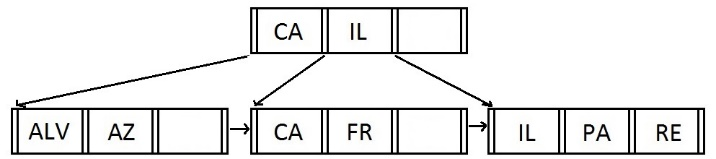 CA IL
ALV AZ CA FR IL PA RE